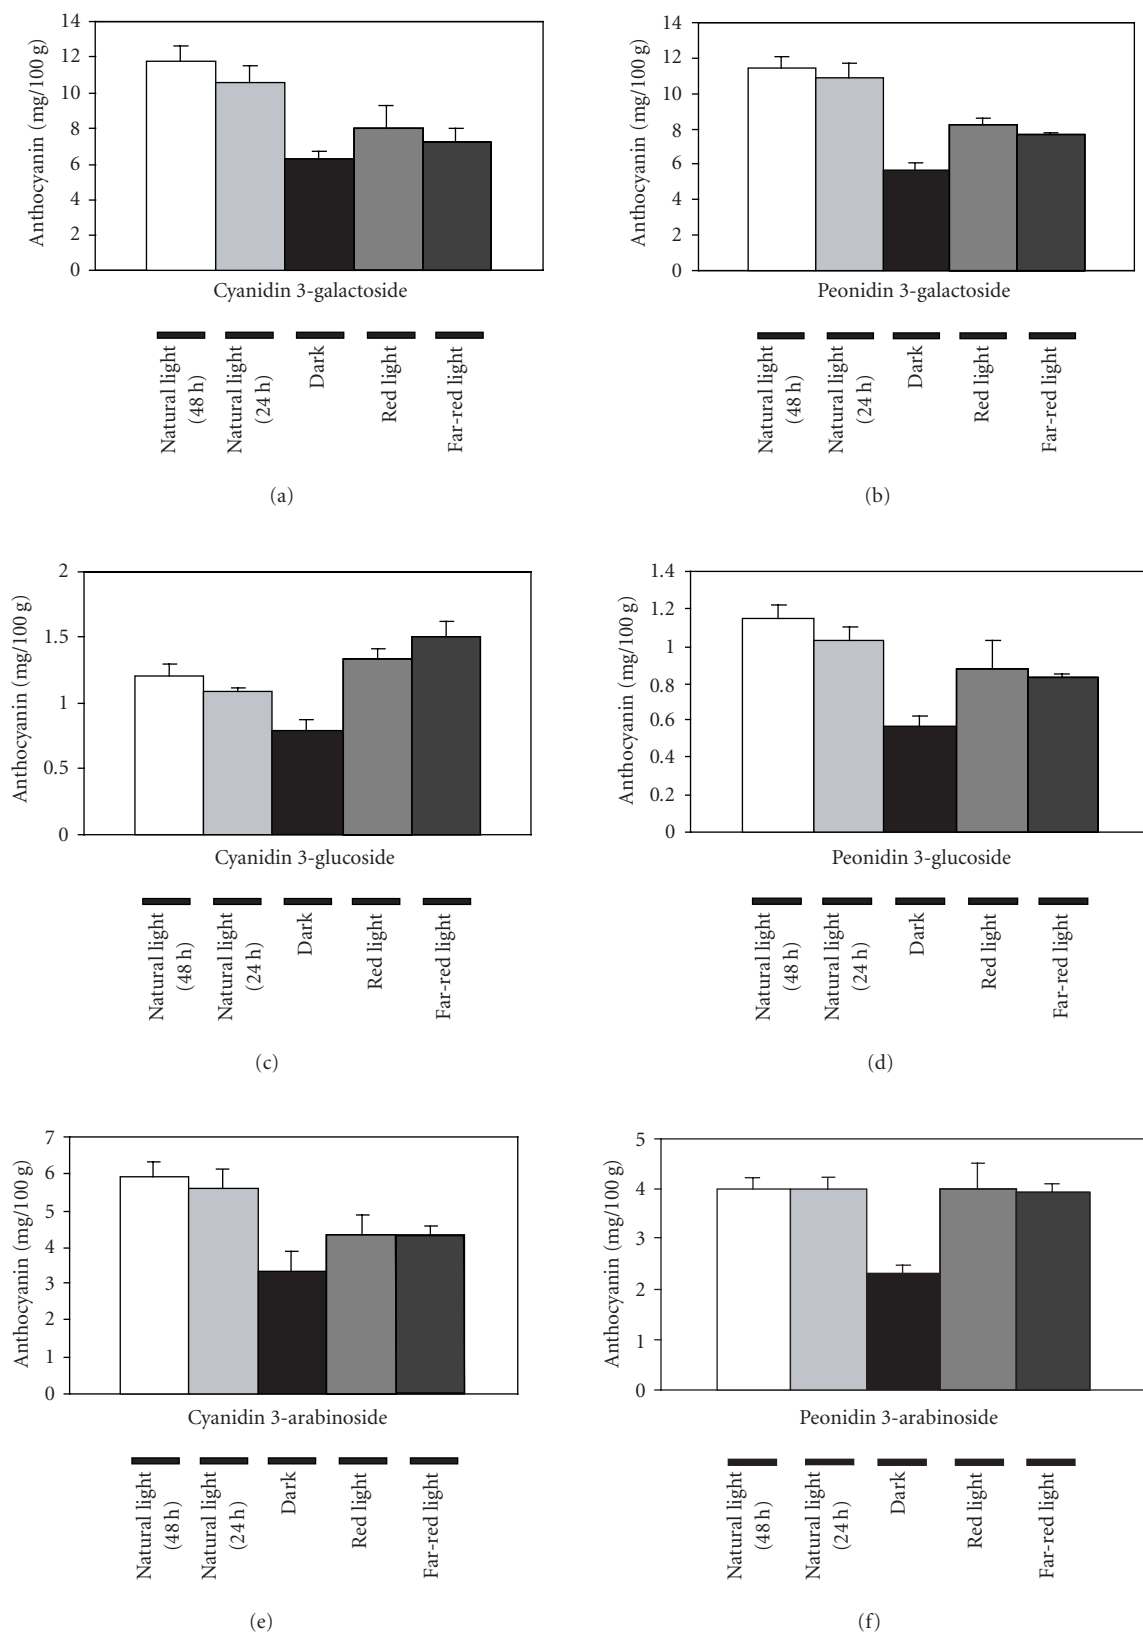 Anthocyanin (mg/100 g)
14
12
10
8
6
4
2
0
Cyanidin 3-galactoside
Natural light
(48 h)
Natural light
(24 h)
Dark
Red light
Far-red light
(a)
Anthocyanin (mg/100 g)
14
12
10
8
6
4
2
0
Peonidin 3-galactoside
Natural light
(48 h)
Natural light
(24 h)
Dark
Red light
Far-red light
(b)
Anthocyanin (mg/100 g)
2
1.5
1
0.5
0
Cyanidin 3-glucoside
Natural light
(48 h)
Natural light
(24 h)
Dark
Red light
Far-red light
(c)
Anthocyanin (mg/100 g)
1.4
1.2
1
0.8
0.6
0.4
0.2
0
Peonidin 3-glucoside
Natural light
(48 h)
Natural light
(24 h)
Dark
Red light
Far-red light
(d)
Anthocyanin (mg/100 g)
7
6
5
4
3
2
1
0
Cyanidin 3-arabinoside
Natural light
(48 h)
Natural light
(24 h)
Dark
Red light
Far-red light
(e)
Anthocyanin (mg/100 g)
5
4
3
2
1
0
Peonidin 3-arabinoside
Natural light
(48 h)
Natural light
(24 h)
Dark
Red light
Far-red light
(f)